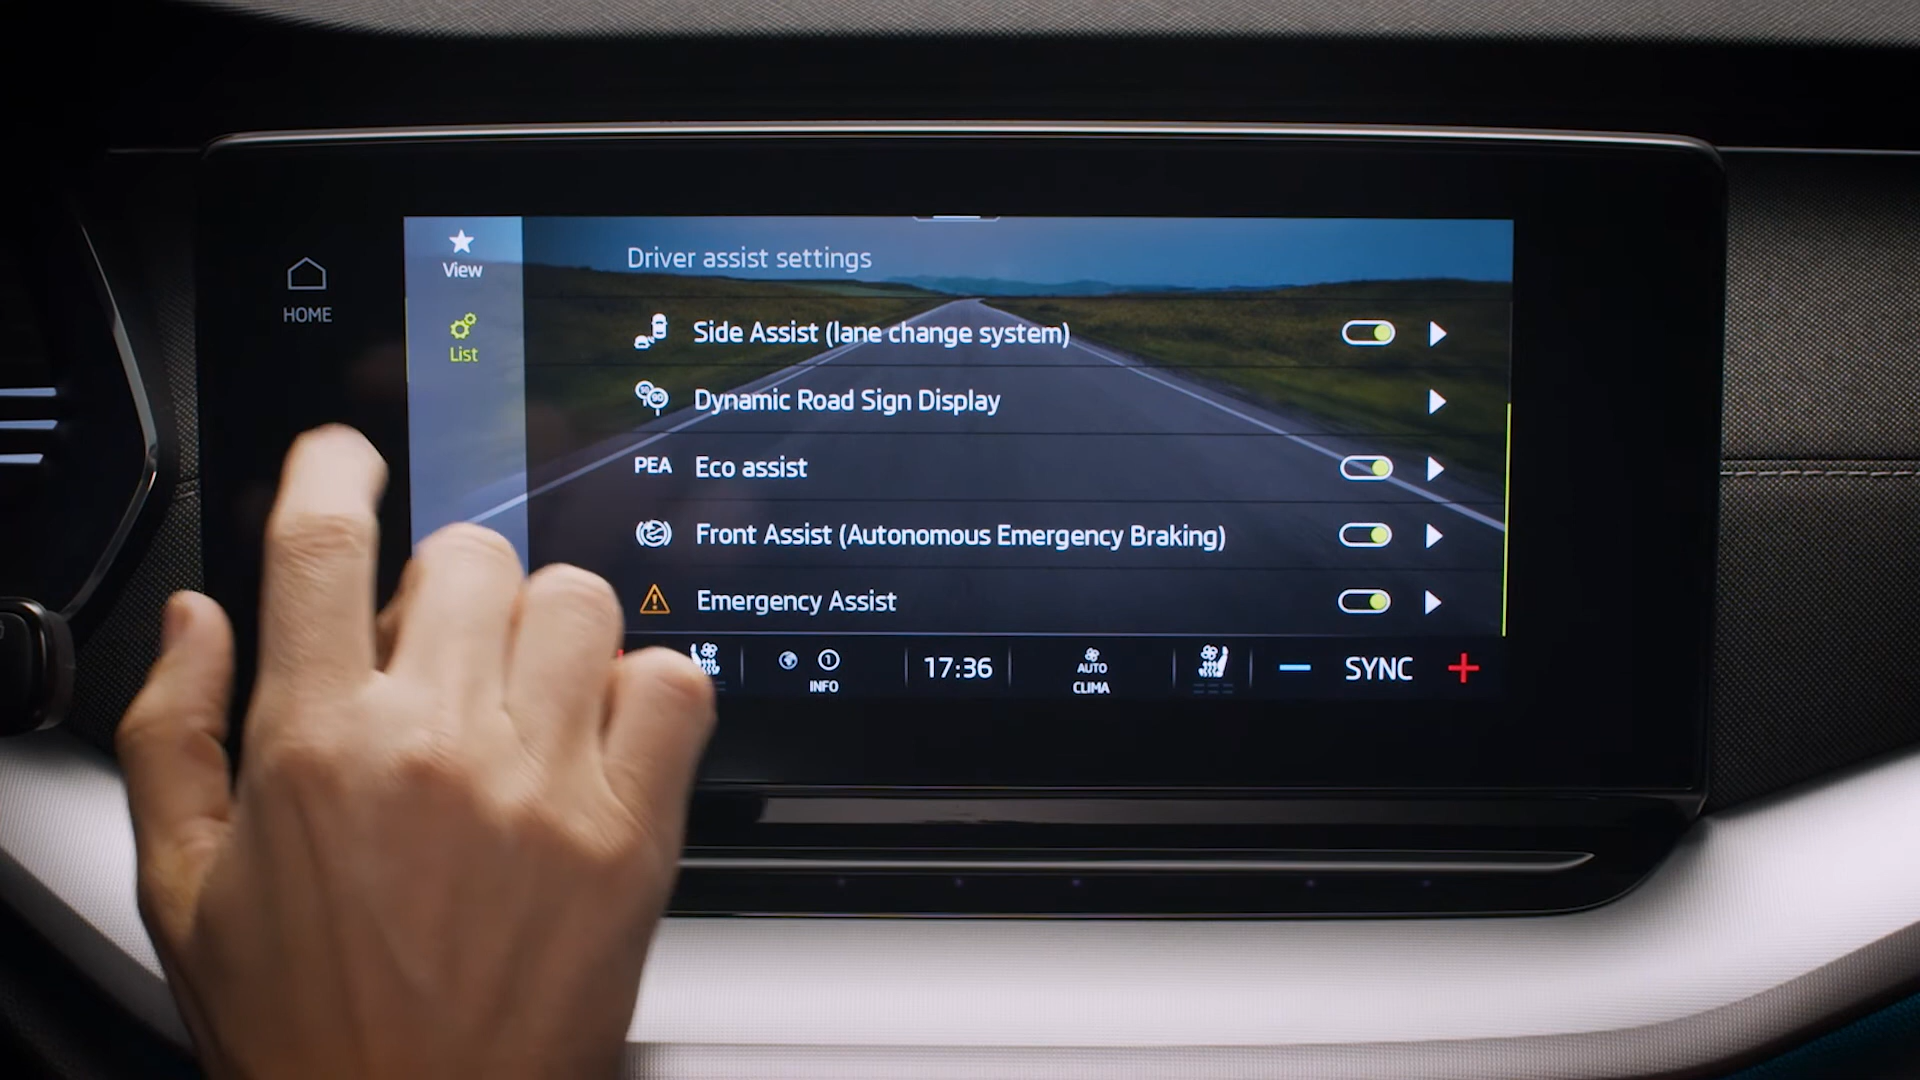 HOME
View
List
Driver assist settings
Side Assist (lane change system)
Dynamic Road Sign Display
PEA Eco assist
Front Assist (Autonomous Emergency Braking)
Emergency Assist
INFO
17:36
AUTO
CLIMA
SYNC